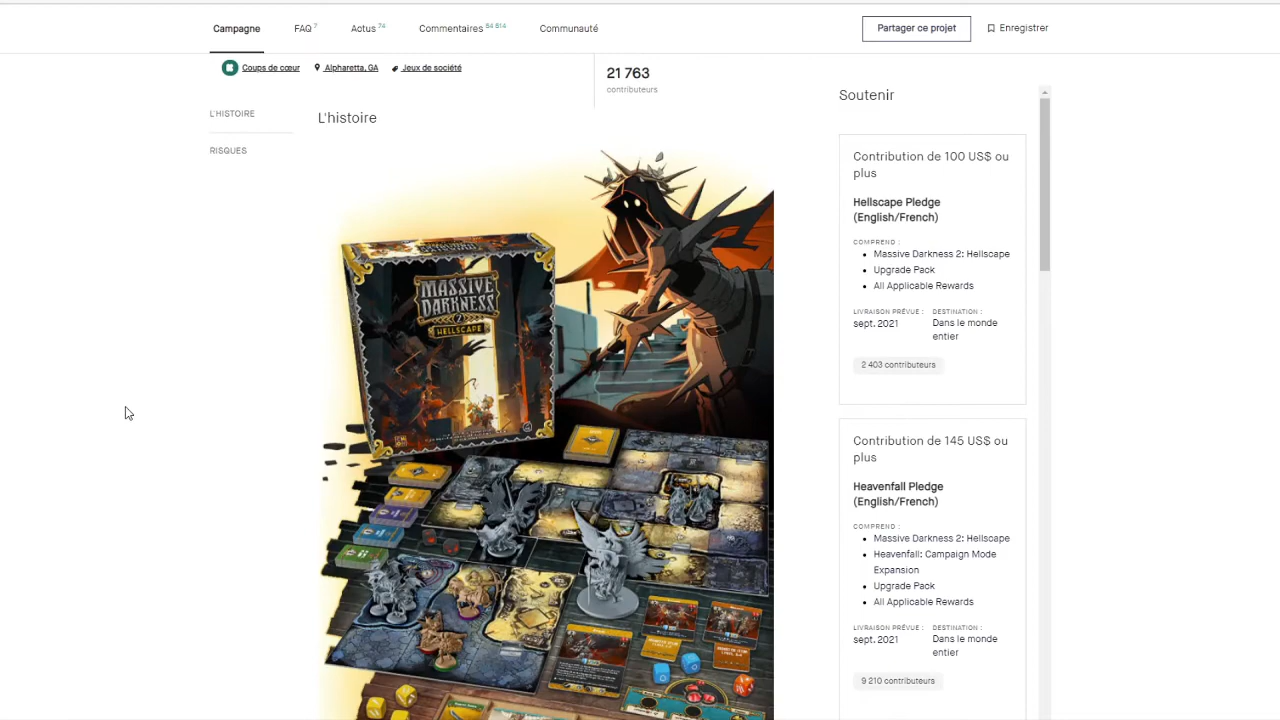 Campagne
FAQ 7
Actus 74
Commentaires 54 514
Communauté
Partager ce projet
Enregistrer
Coups de cœur
Alpharetta, GA
Jeux de société
21 763
contributeurs
L'HISTOIRE
RISQUES
L'histoire
MASSIVE
DARKNESS
2
HELLSCAPE
Soutenir
Contribution de 100 US$ ou
plus
Hellscape Pledge
(English/French)
COMPREND :
Massive Darkness 2: Hellscape
Upgrade Pack
All Applicable Rewards
LIVRAISON PRÉVUE :
sept. 2021
DESTINATION :
Dans le monde
entier
2 403 contributeurs
Contribution de 145 US$ ou
plus
Heavenfall Pledge
(English/French)
COMPREND :
Massive Darkness 2: Hellscape
Heavenfall: Campaign Mode
Expansion
Upgrade Pack
All Applicable Rewards
LIVRAISON PRÉVUE :
sept. 2021
DESTINATION :
Dans le monde
entier
9 210 contributeurs